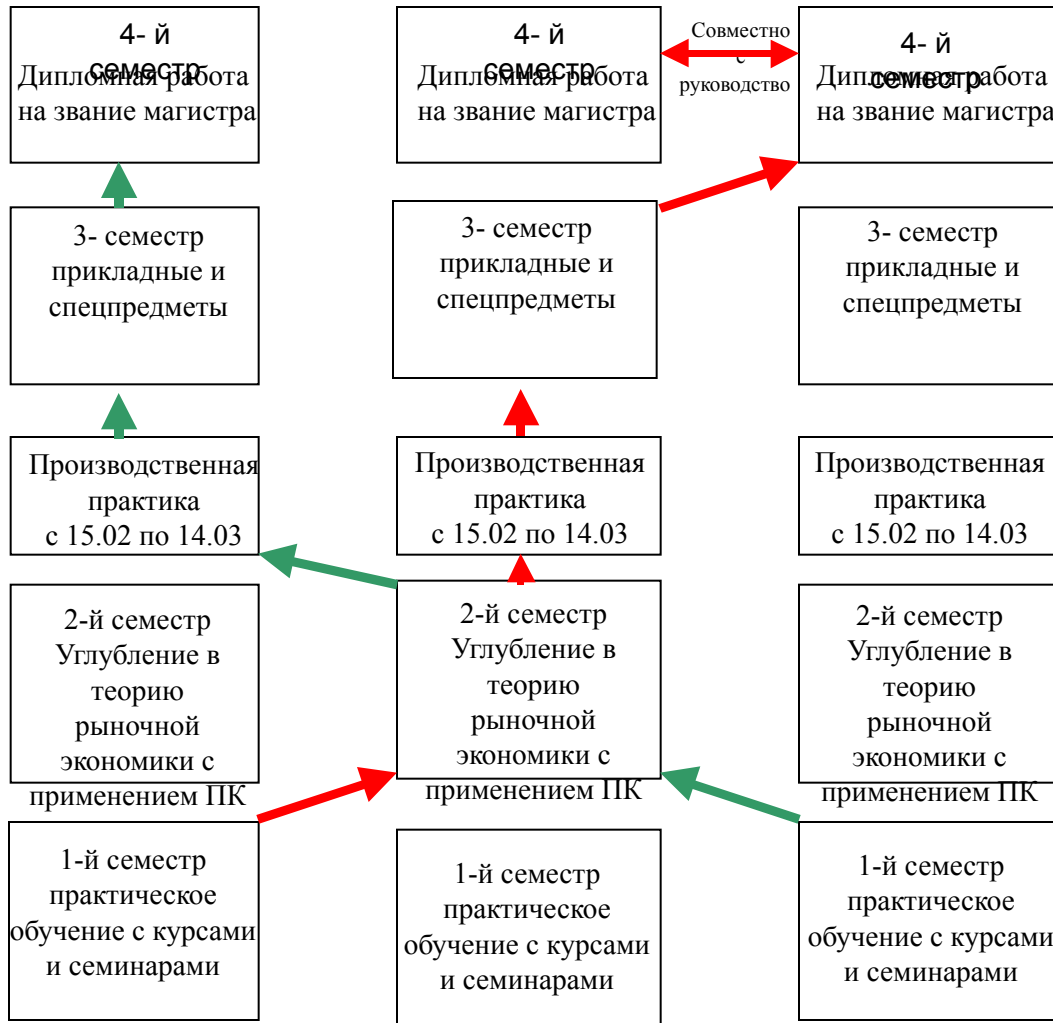 4- й
семестр
Дипломная работа
на звание магистра
4- й
семестр
Дипломная работа
на звание магистра
Совместно
с
руководство
4- й
семестр
Дипломная работа
на звание магистра
3- семестр
прикладные и
спецпредметы
3- семестр
прикладные и
спецпредметы
3- семестр
прикладные и
спецпредметы
Производственная
практика
с 15.02 по 14.03
Производственная
практика
с 15.02 по 14.03
Производственная
практика
с 15.02 по 14.03
2-й семестр
Углубление в
теорию
рыночной
экономики с
применением ПК
2-й семестр
Углубление в
теорию
рыночной
экономики с
применением ПК
2-й семестр
Углубление в
теорию
рыночной
экономики с
применением ПК
1-й семестр
практическое
обучение с курсами
и семинарами
1-й семестр
практическое
обучение с курсами
и семинарами
1-й семестр
практическое
обучение с курсами
и семинарами